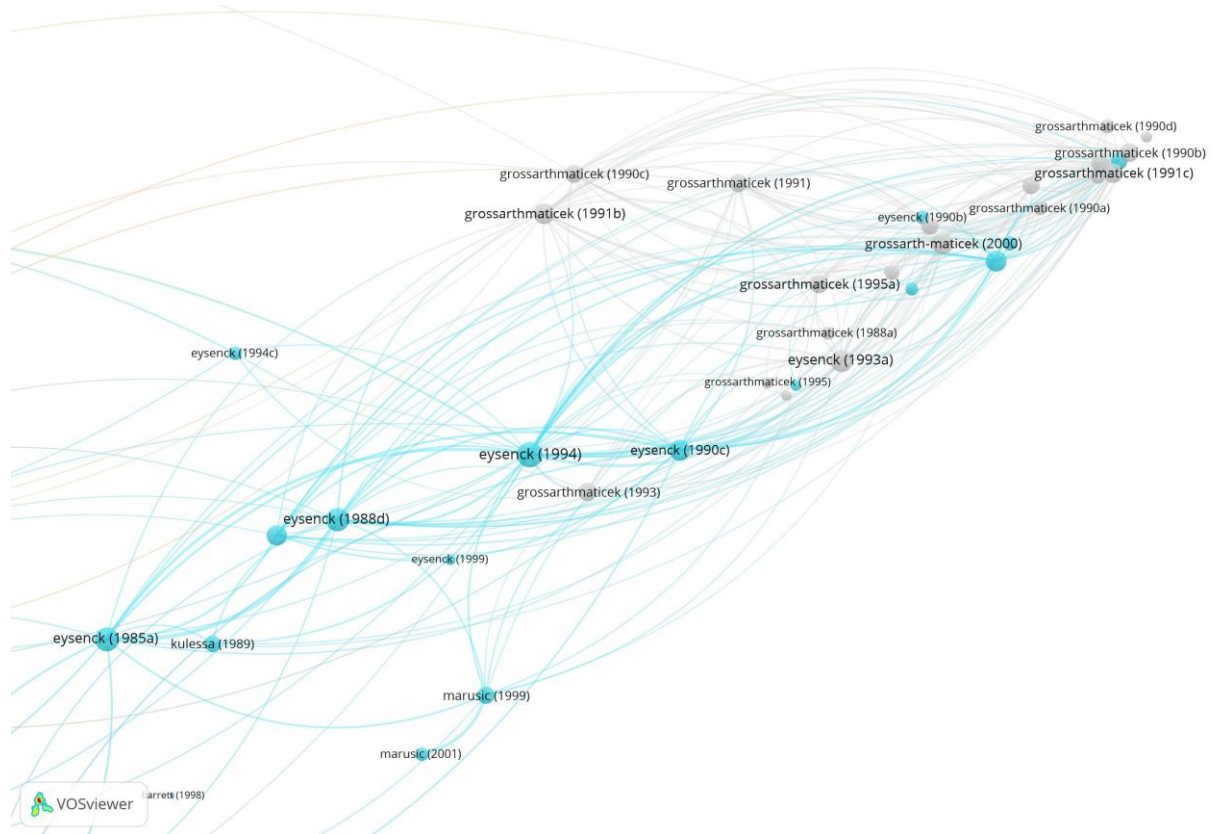 grossarthmaticek (1990d)
grossarthmaticek (1990b)
grossarthmaticek (1990c)
grossarthmaticek (1991c)
grossarthmaticek (1991)
grossarthmaticek (1991b)
grossarthmaticek (1990a)
eysenck (1990b)
grossarth-maticek (2000)
grossarthmaticek (1995a)
grossarthmaticek (1988a)
eysenck (1994c)
eysenck (1993a)
grossarthmaticek (1995)
eysenck (1994)
eysenck (1990c)
grossarthmaticek (1993)
eysenck (1988d)
eysenck (1999)
eysenck (1985a)
kulessa (1989)
marusic (1999)
marusic (2001)
barrett (1998)
VOSviewer